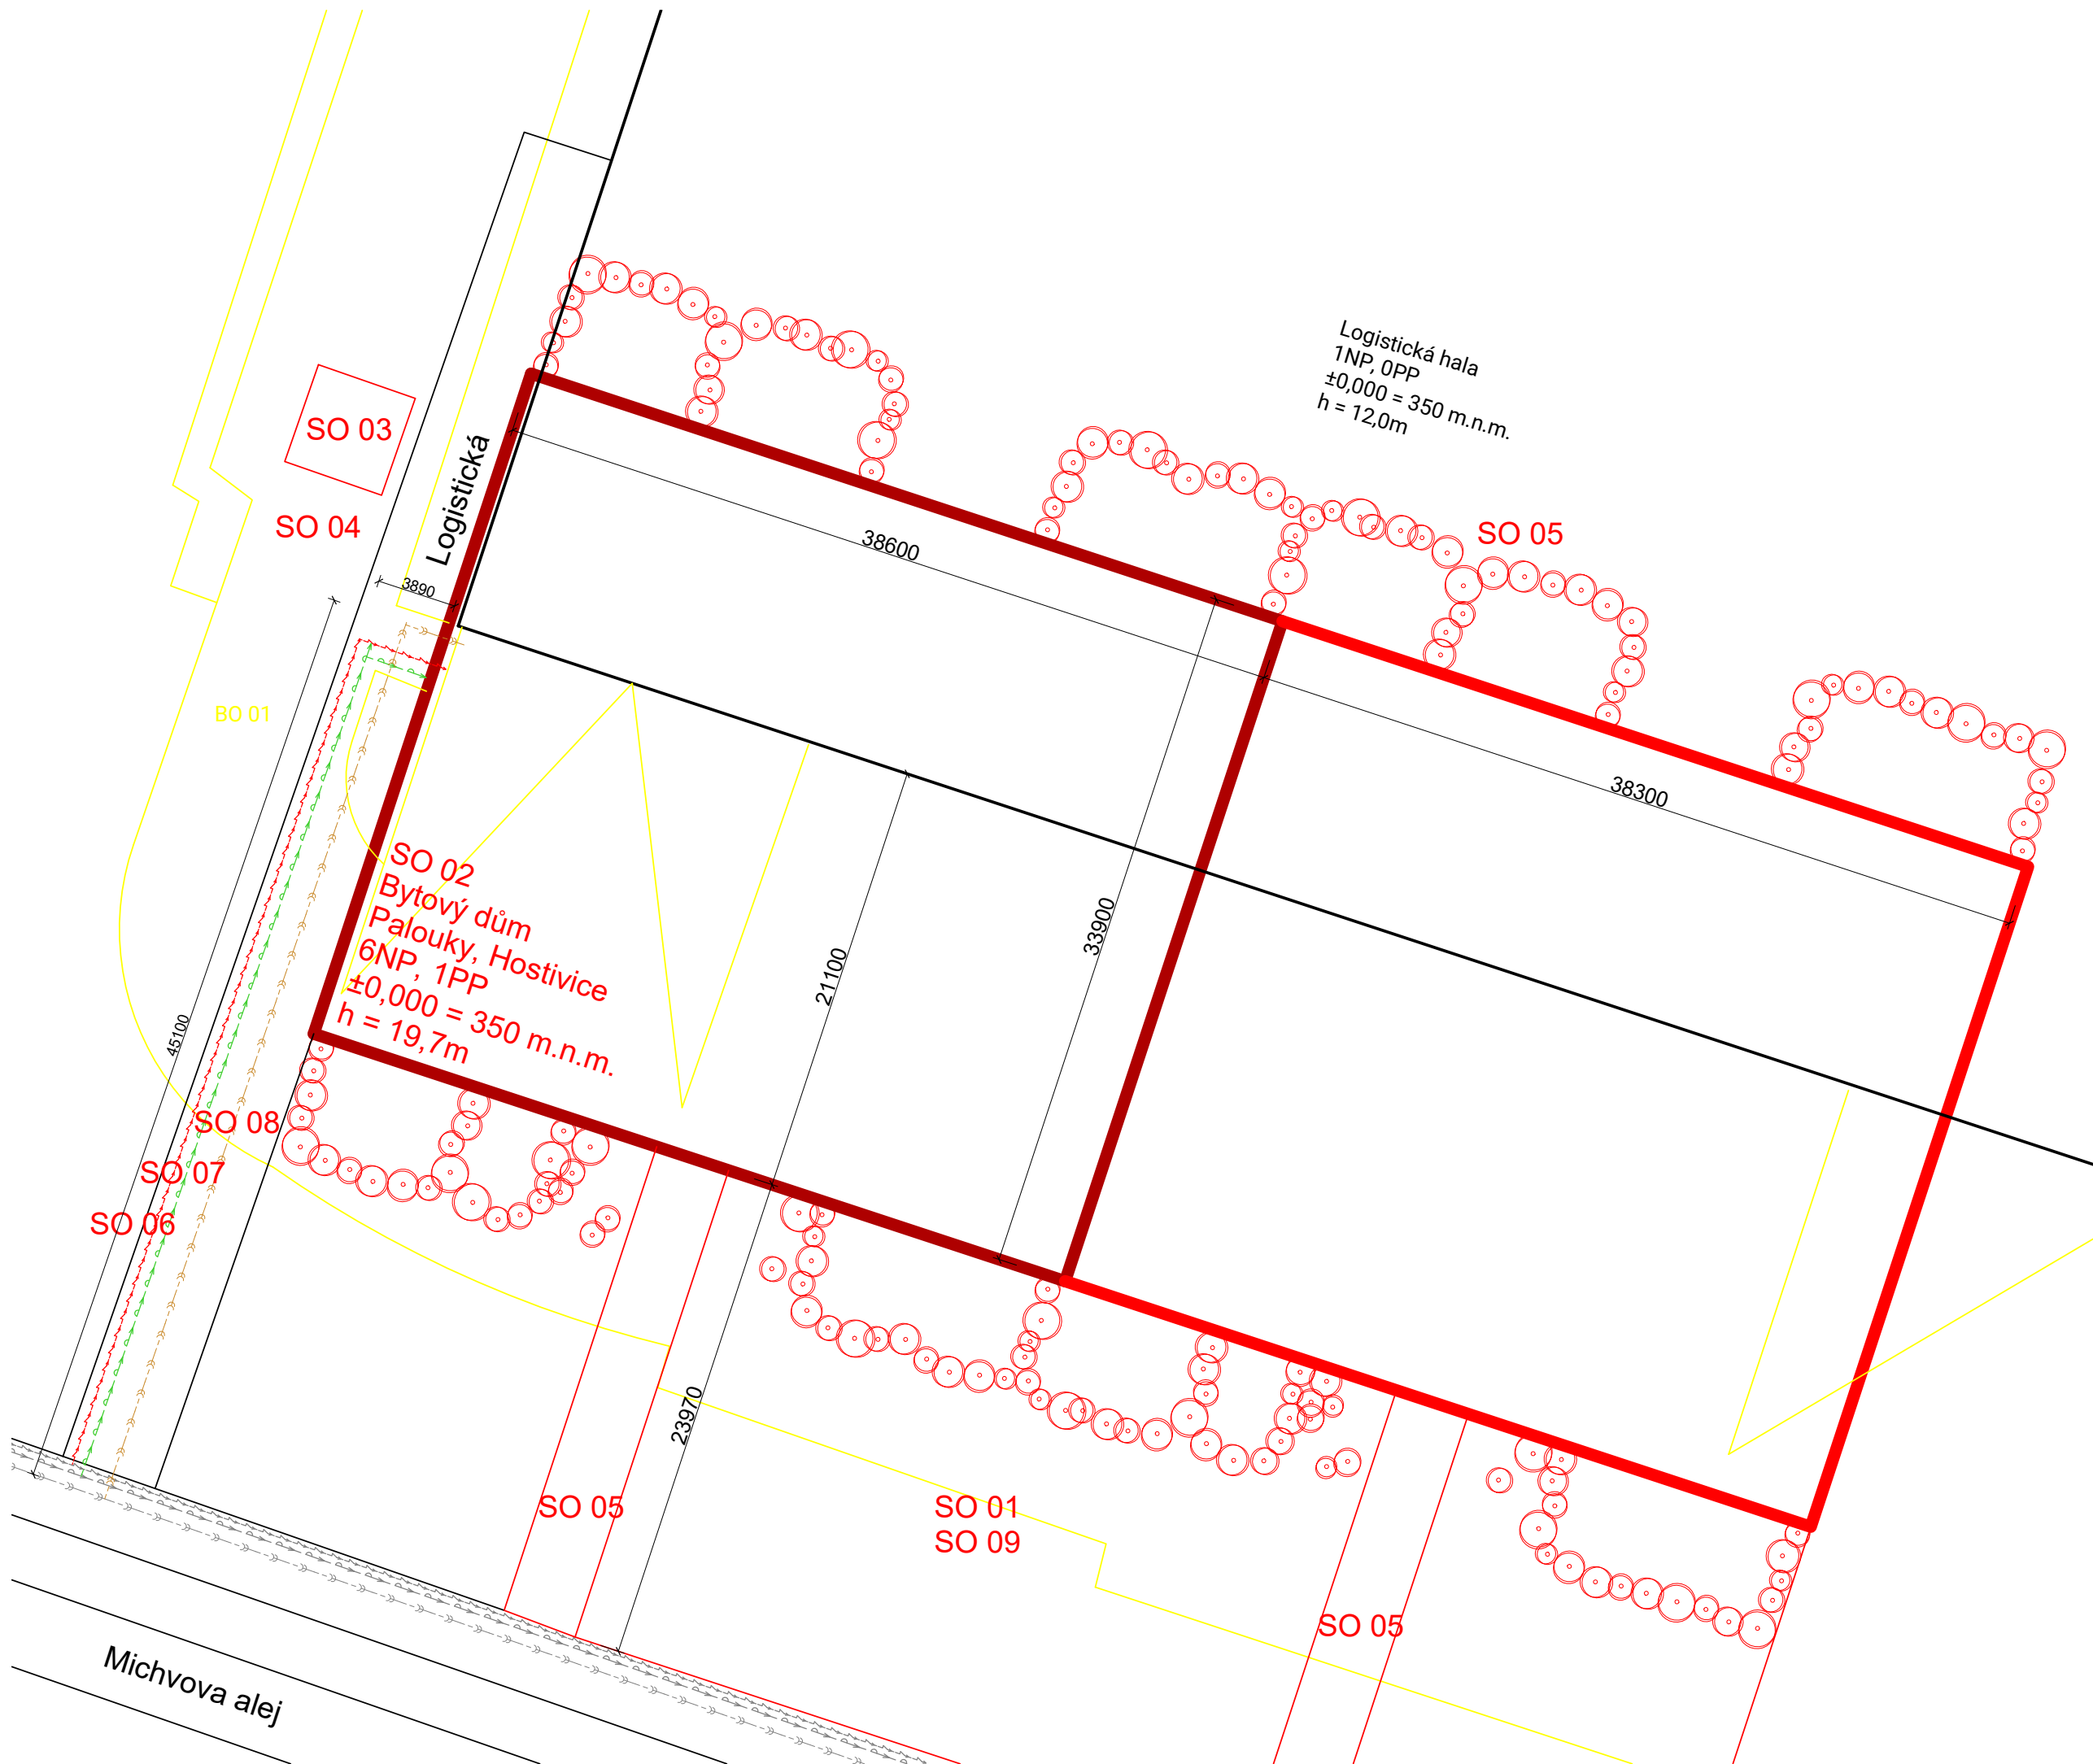 Logistická hala
1NP, 0PP
±0,000 = 350 m.n.m.
h = 12,0m
SO 03
Logistická
SO 04
SO 05
38600
3890
BO 01
38300
SO 02
Bytový dům
Palouky, Hostivice
6NP, 1PP
±0,000 = 350 m.n.m.
h = 19,7m
33900
21100
45100
SO 08
SO 07
SO 06
23970
SO 05
SO 01
SO 09
SO 05
Michvova alej